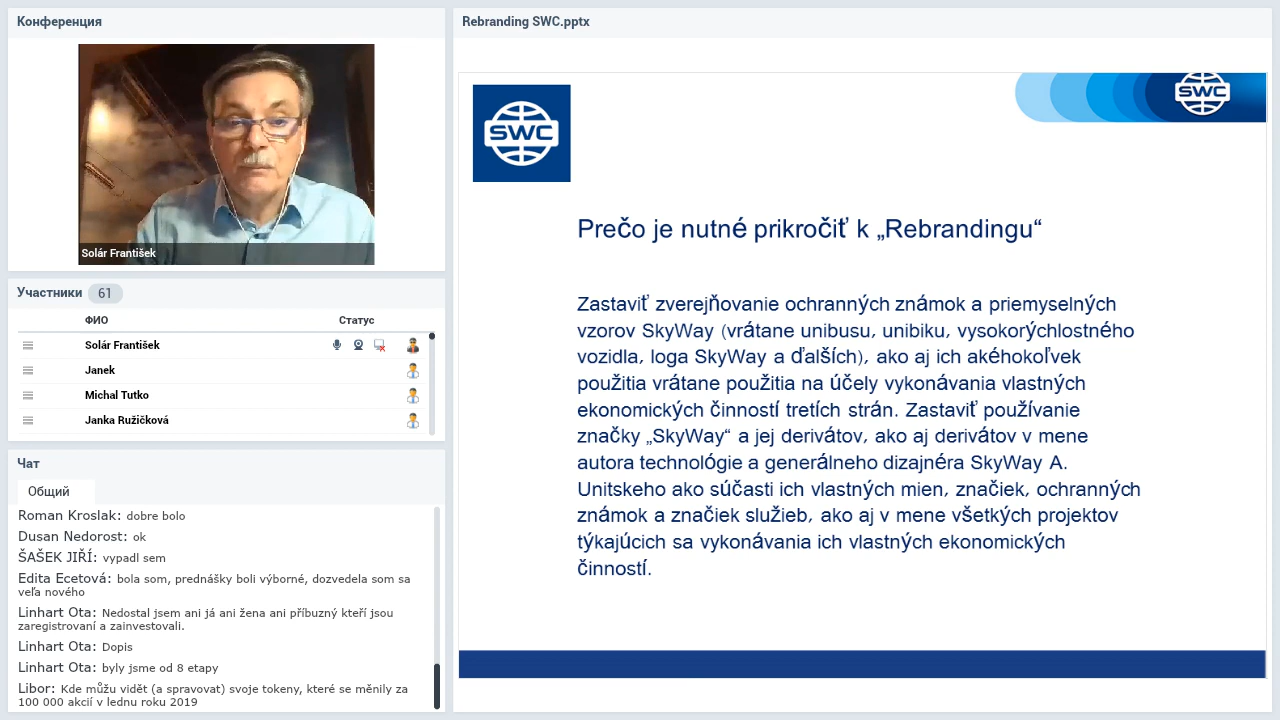 Конференция
Solár František
Участники 61
ФИО Статус
Solár František
Janek
Michal Tutko
Janka Ružičková
Чат
Общий
Roman Kroslak: dobre bolo
Dusan Nedorost: ok
ŠAŠEK JIŘÍ: vypadl sem
Edita Ecetová: bola som, prednášky boli výborné, dozvedela som sa
veľa nového
Linhart Ota: Nedostal jsem ani já ani žena ani příbuzný kteří jsou
zaregistrovaní a zainvestovali.
Linhart Ota: Dopis
Linhart Ota: byly jsme od 8 etapy
Libor: Kde můžu vidět (a spravovat) svoje tokeny, které se měnily za
100 000 akcií v lednu roku 2019
Rebranding SWC.pptx
SWC
SWC
Prečo je nutné prikročiť k „Rebrandingu“
Zastaviť zverejňovanie ochranných známok a priemyselných
vzorov SkyWay (vrátane unibusu, unibiku, vysokorýchlostného
vozidla, loga SkyWay a ďalších), ako aj ich akéhokoľvek
použitia vrátane použitia na účely vykonávania vlastných
ekonomických činností tretích strán. Zastaviť používanie
značky „SkyWay“ a jej derivátov, ako aj derivátov v mene
autora technológie a generálneho dizajnéra SkyWay A.
Unitskeho ako súčasti ich vlastných mien, značiek, ochranných
známok a značiek služieb, ako aj v mene všetkých projektov
týkajúcich sa vykonávania ich vlastných ekonomických
činností.